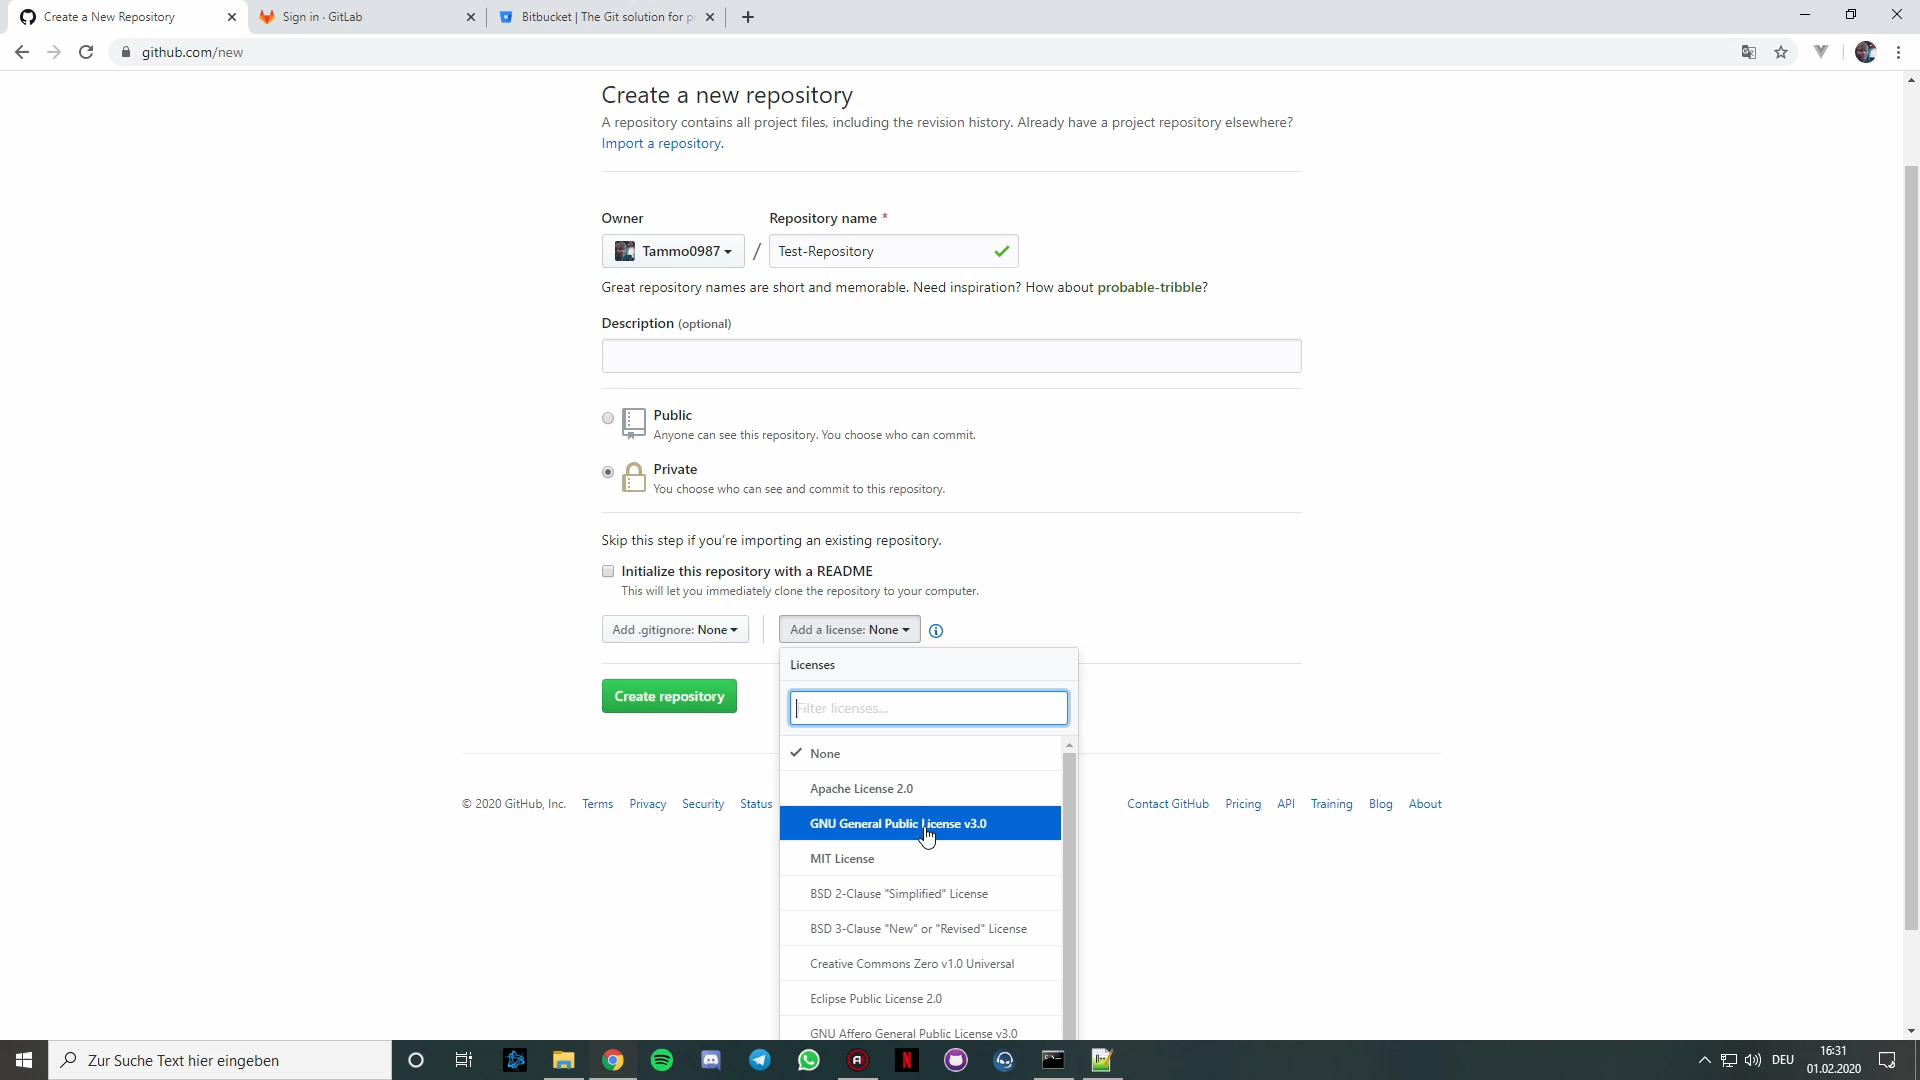 Create a New Repository
Sign in · GitLab
Bitbucket | The Git solution for p
github.com/new
Create a new repository
A repository contains all project files, including the revision history. Already have a project repository elsewhere?
Import a repository.
Owner
Repository name *
Tammo0987
/
Test-Repository
Great repository names are short and memorable. Need inspiration? How about probable-tribble?
Description (optional)
Public
Anyone can see this repository. You choose who can commit.
Private
You choose who can see and commit to this repository.
Skip this step if you're importing an existing repository.
Initialize this repository with a README
This will let you immediately clone the repository to your computer.
Add .gitignore: None
Add a license: None
Licenses
Create repository
Filter licenses...
None
Apache License 2.0
© 2020 GitHub, Inc.
Terms
Privacy
Security
Status
Contact GitHub
Pricing
API
Training
Blog
About
GNU General Public License v3.0
MIT License
BSD 2-Clause "Simplified" License
BSD 3-Clause "New" or "Revised" License
Creative Commons Zero v1.0 Universal
Eclipse Public License 2.0
GNU Affero General Public License v3.0
Zur Suche Text hier eingeben
DEU
16:31
01.02.2020